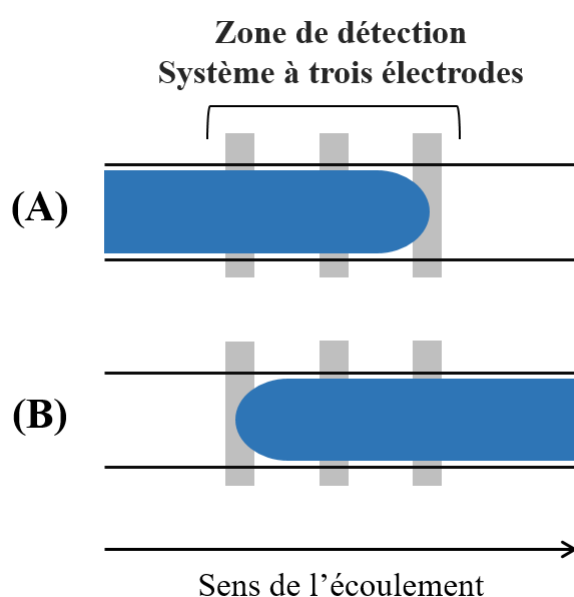 Zone de détection
Système à trois électrodes
(A)
(B)
Sens de l’écoulement